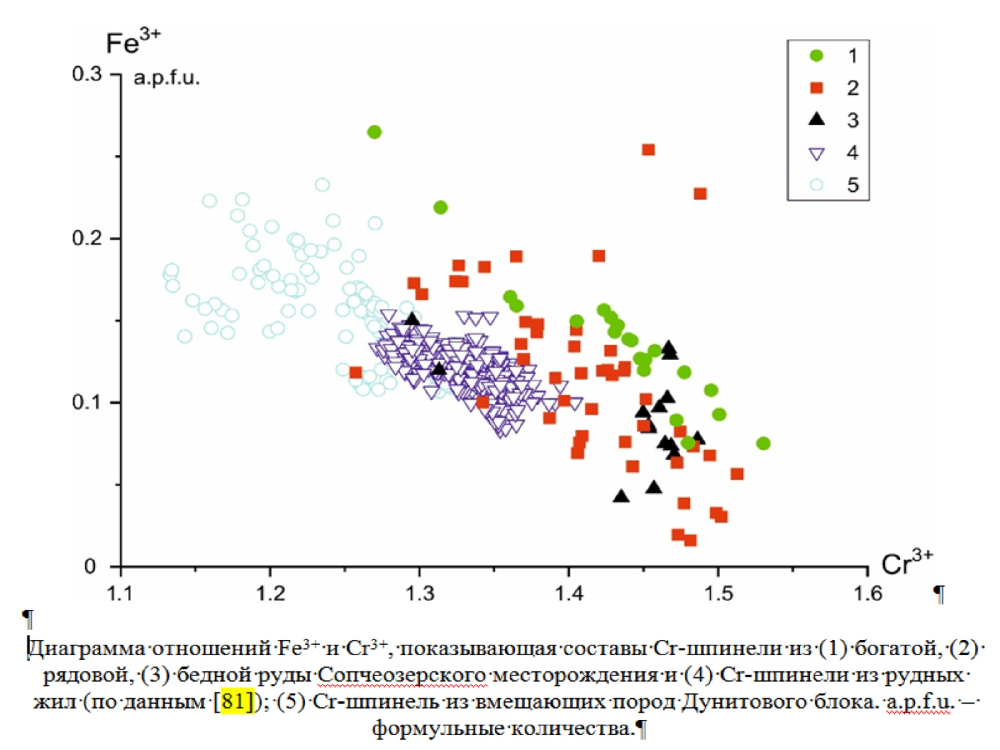 Fe³⁺
a.p.f.u.
0.3
0.2
0.1
0
1
2
3
4
5
Cr³⁺
1.1 1.2 1.3 1.4 1.5 1.6 ¶
¶
Диаграмма·отношений·Fe³⁺·и·Cr³⁺,·показывающая·составы·Cr-шпинели·из·(1)·богатой,·(2)·
рядовой,·(3)·бедной·руды·Сопчеозерского·месторождения·и·(4)·Cr-шпинели·из·рудных·
жил·(по·данным·[81]);·(5)·Cr-шпинель·из·вмещающих·пород·Дунитового·блока.·a.p.f.u.·–·
формульные·количества.¶